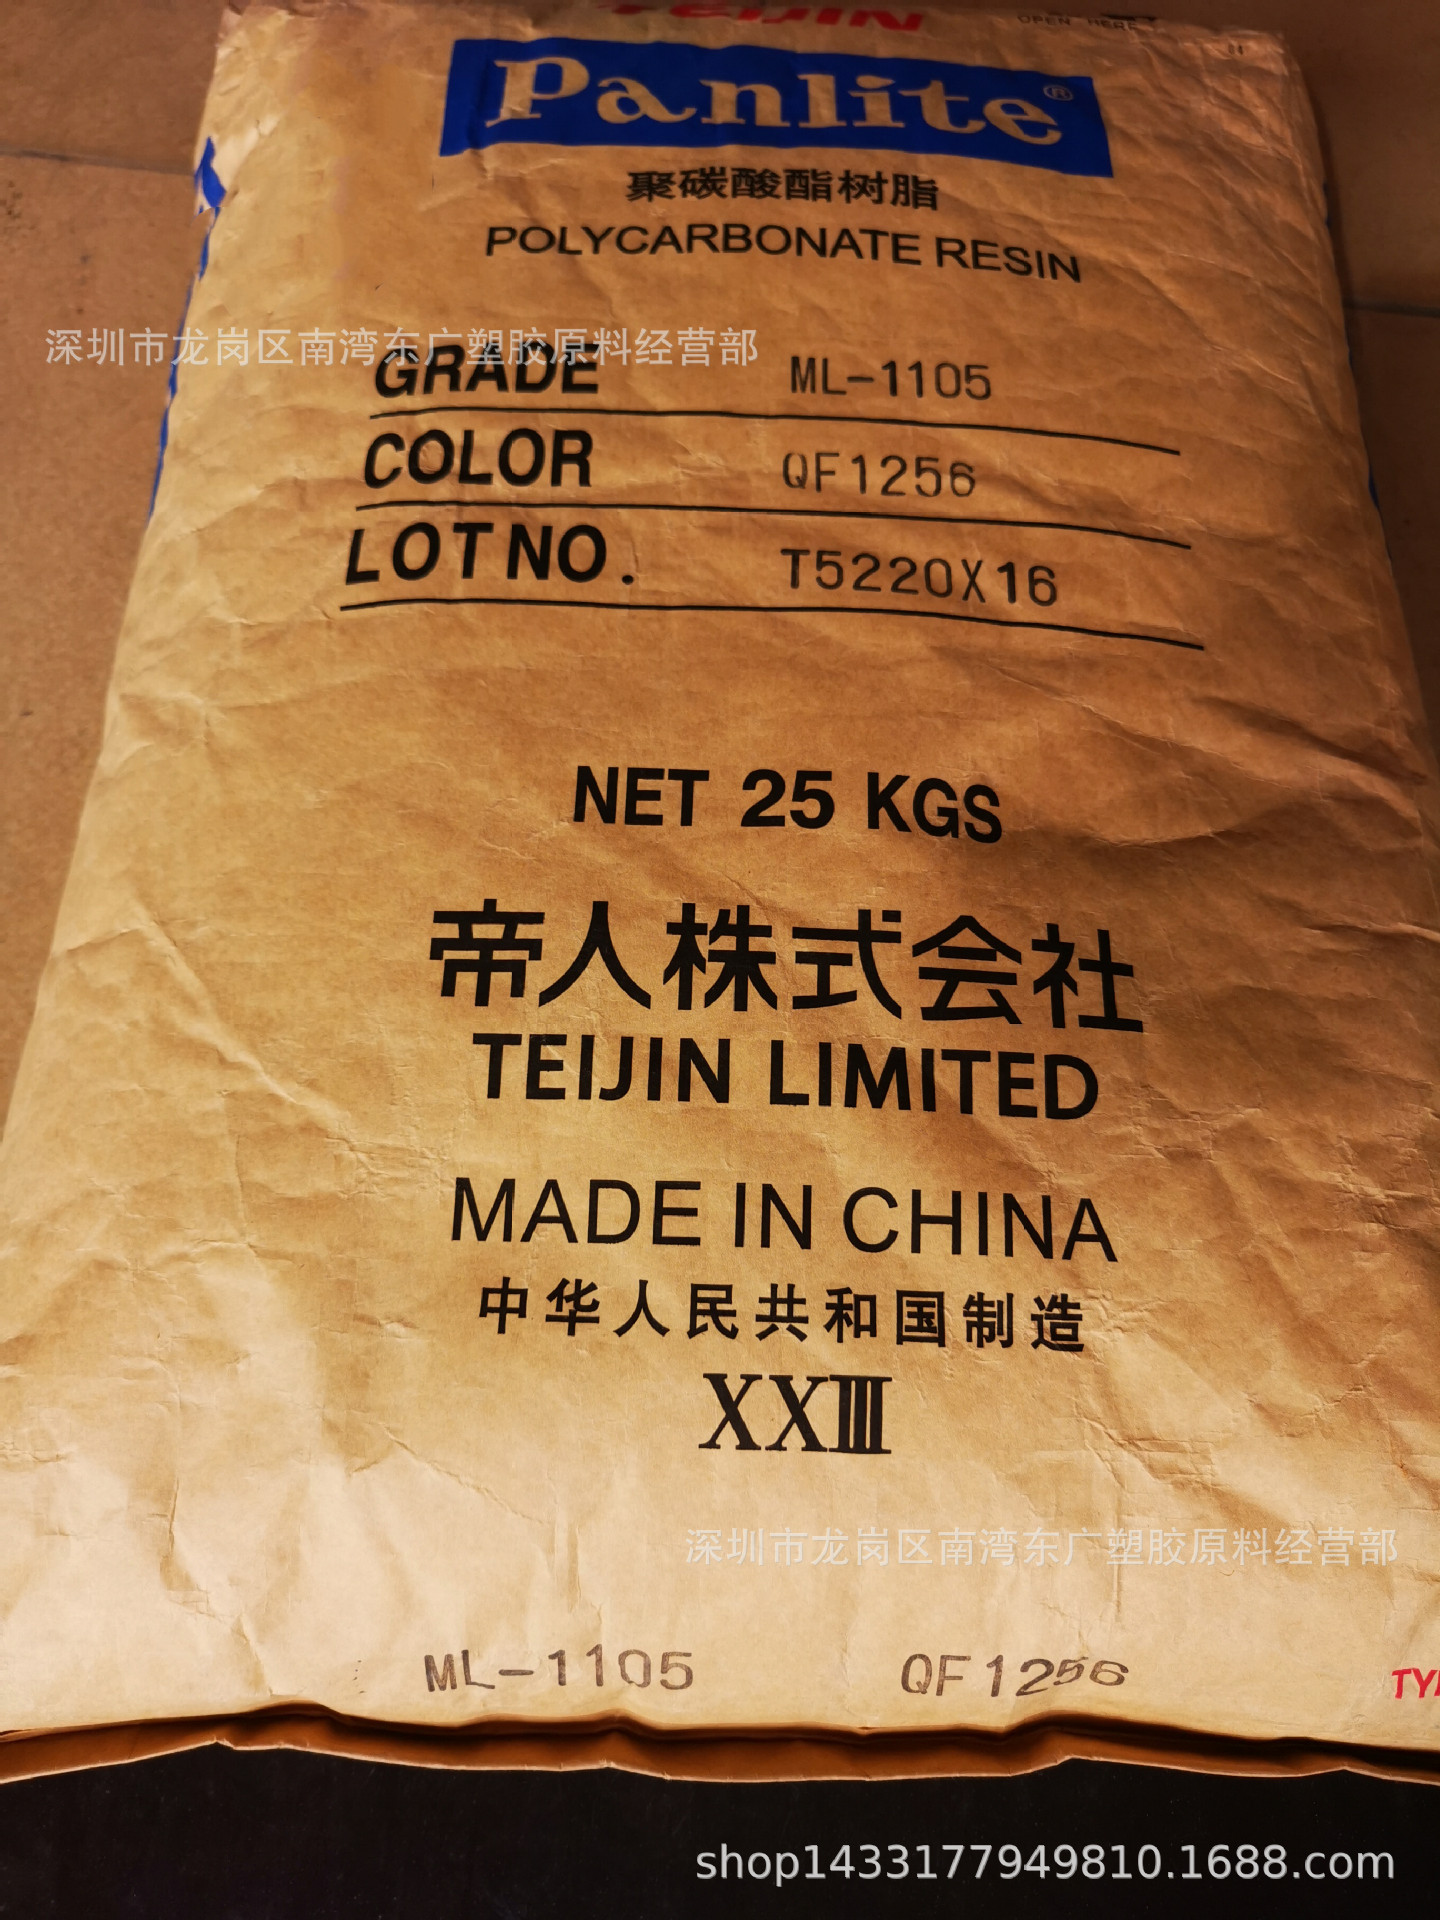 TEIJIN
OPEN HERE
Panlite®
聚碳酸酯树脂
POLYCARBONATE RESIN
深圳市龙岗区南湾东广塑胶原料经营部
GRADE ML-1105
COLOR QF1256
LOT NO. T5220X16
NET 25 KGS
帝人株式会社
TEIJIN LIMITED
MADE IN CHINA
中华人民共和国制造
XXIII
深圳市龙岗区南湾东广塑胶原料经营部
ML-1105 QF1256
shop1433177949810.1688.com